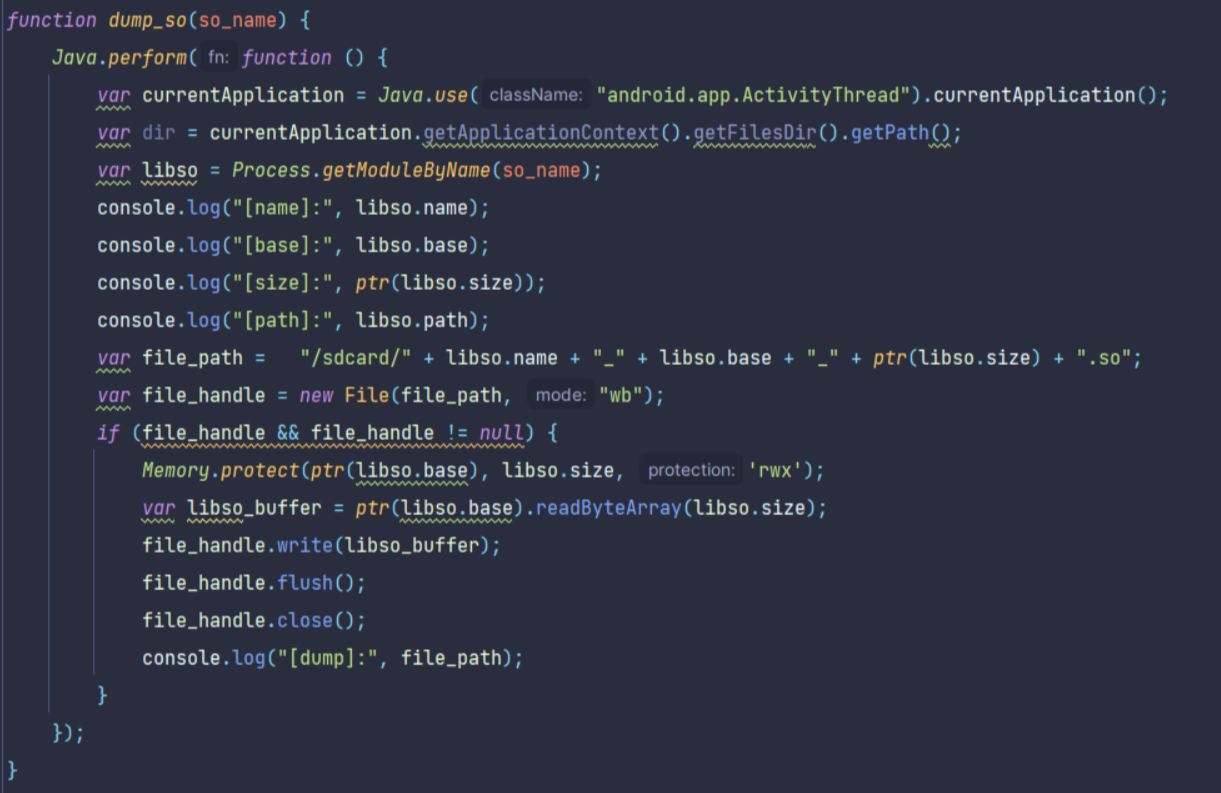 function dump_so(so_name) {
Java.perform( fn: function () {
var currentApplication = Java.use( className: "android.app.ActivityThread").currentApplication();
var dir = currentApplication.getApplicationContext().getFilesDir().getPath();
var libso = Process.getModuleByName(so_name);
console.log("[name]:", libso.name);
console.log("[base]:", libso.base);
console.log("[size]:", ptr(libso.size));
console.log("[path]:", libso.path);
var file_path =   "/sdcard/" + libso.name + "_" + libso.base + "_" + ptr(libso.size) + ".so";
var file_handle = new File(file_path, mode: "wb");
if (file_handle && file_handle != null) {
Memory.protect(ptr(libso.base), libso.size, protection: 'rwx');
var libso_buffer = ptr(libso.base).readByteArray(libso.size);
file_handle.write(libso_buffer);
file_handle.flush();
file_handle.close();
console.log("[dump]:", file_path);
}
});
}